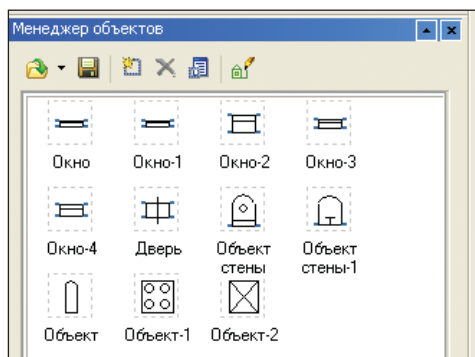 Менеджер объектов
Окно Окно-1 Окно-2 Окно-3
Окно-4 Дверь Объект стены Объект стены-1
Объект Объект-1 Объект-2